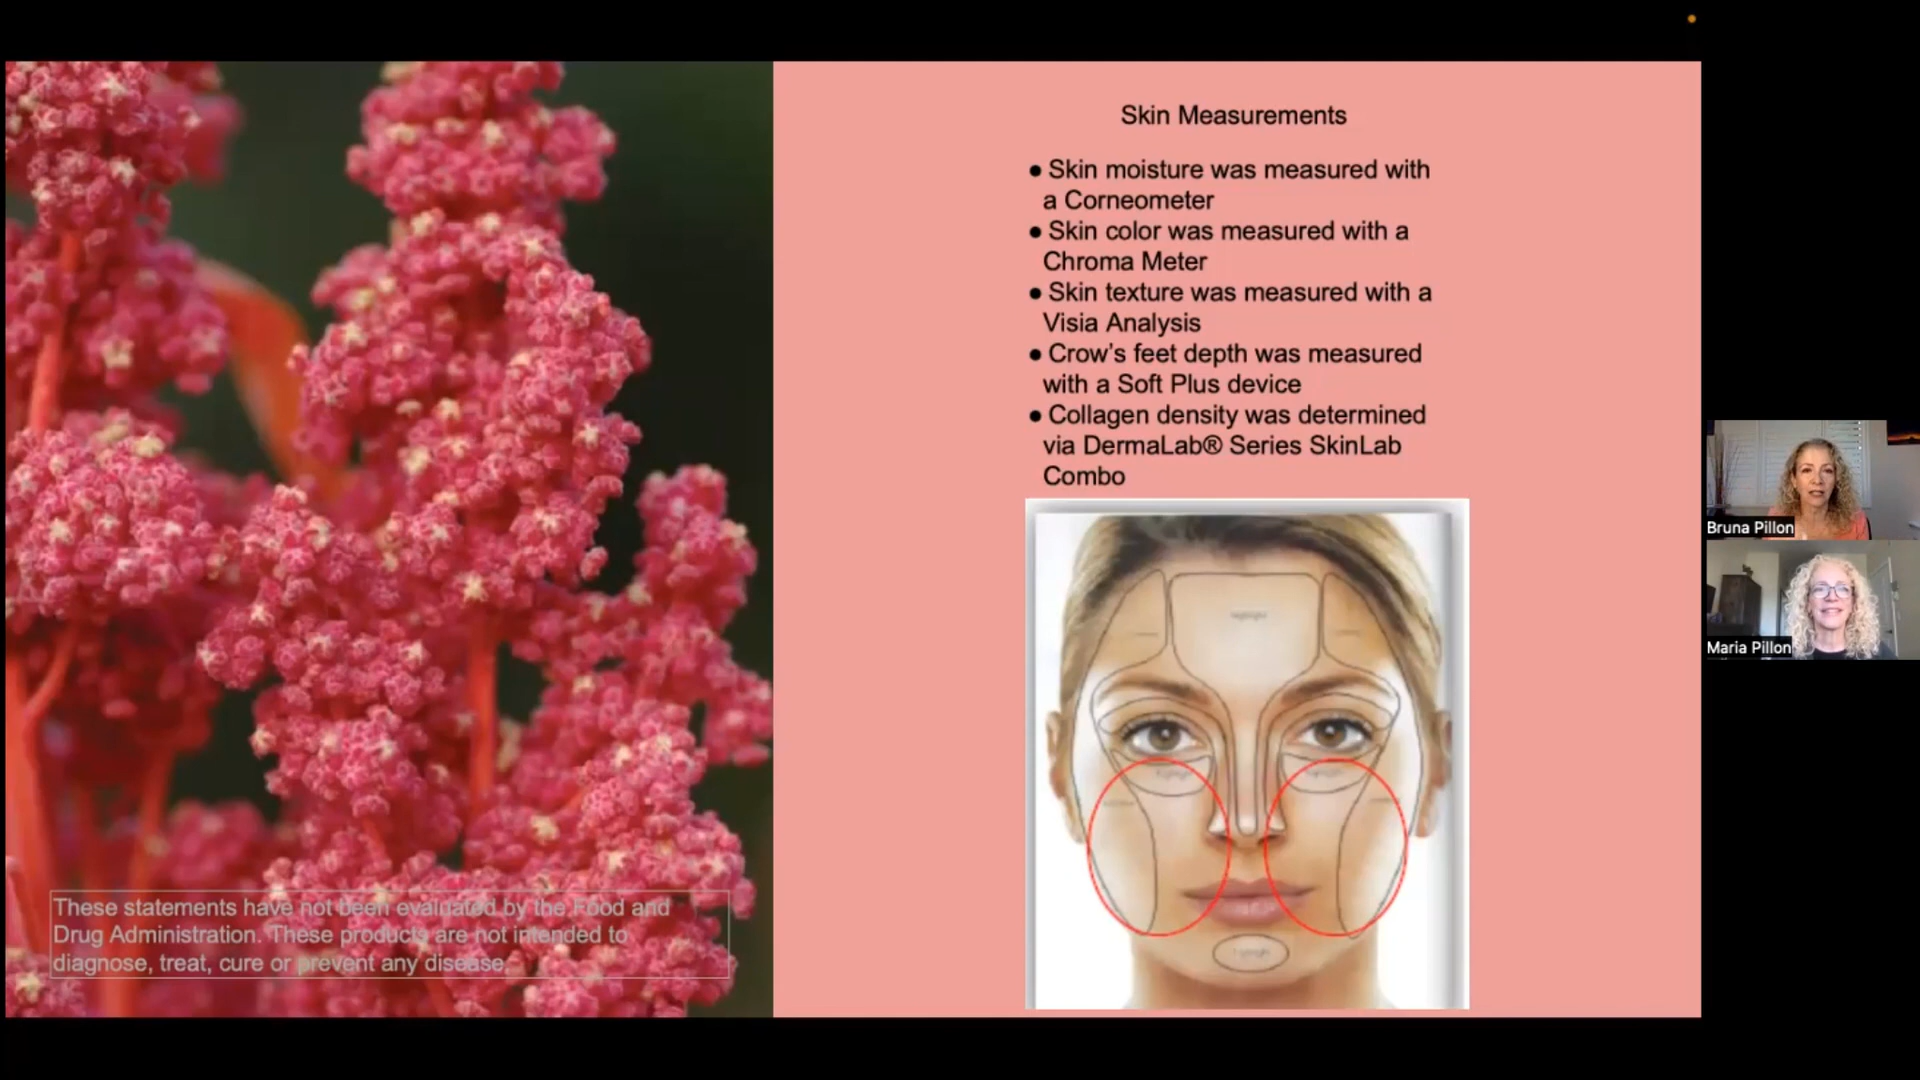 Skin Measurements
● Skin moisture was measured with
a Corneometer
● Skin color was measured with a
Chroma Meter
● Skin texture was measured with a
Visia Analysis
● Crow's feet depth was measured
with a Soft Plus device
● Collagen density was determined
via DermaLab® Series SkinLab
Combo
These statements have not been evaluated by the Food and
Drug Administration. These products are not intended to
diagnose, treat, cure or prevent any disease.
Bruna Pillon
Maria Pillon